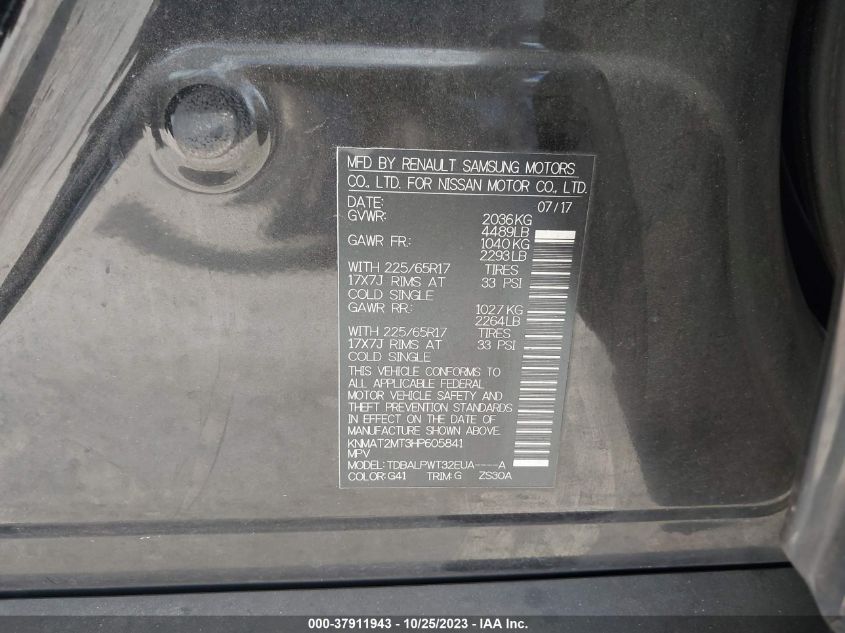 MFD BY RENAULT SAMSUNG MOTORS
CO., LTD. FOR NISSAN MOTOR CO., LTD.
DATE: 07/17
GVWR: 2036KG
4489LB
GAWR FR.: 1040KG
2293LB
WITH 225/65R17 TIRES
17X7J RIMS AT 33 PSI
COLD SINGLE
GAWR RR.: 1027KG
2264LB
WITH 225/65R17 TIRES
17X7J RIMS AT 33 PSI
COLD SINGLE
THIS VEHICLE CONFORMS TO
ALL APPLICABLE FEDERAL
MOTOR VEHICLE SAFETY AND
THEFT PREVENTION STANDARDS
IN EFFECT ON THE DATE OF
MANUFACTURE SHOWN ABOVE.
KNMAT2MT3HP605841
MPV
MODEL: TDBALPWT32EUA----A
COLOR: G41 TRIM: G ZS30A
000-37911943 - 10/25/2023 - © IAA Inc.